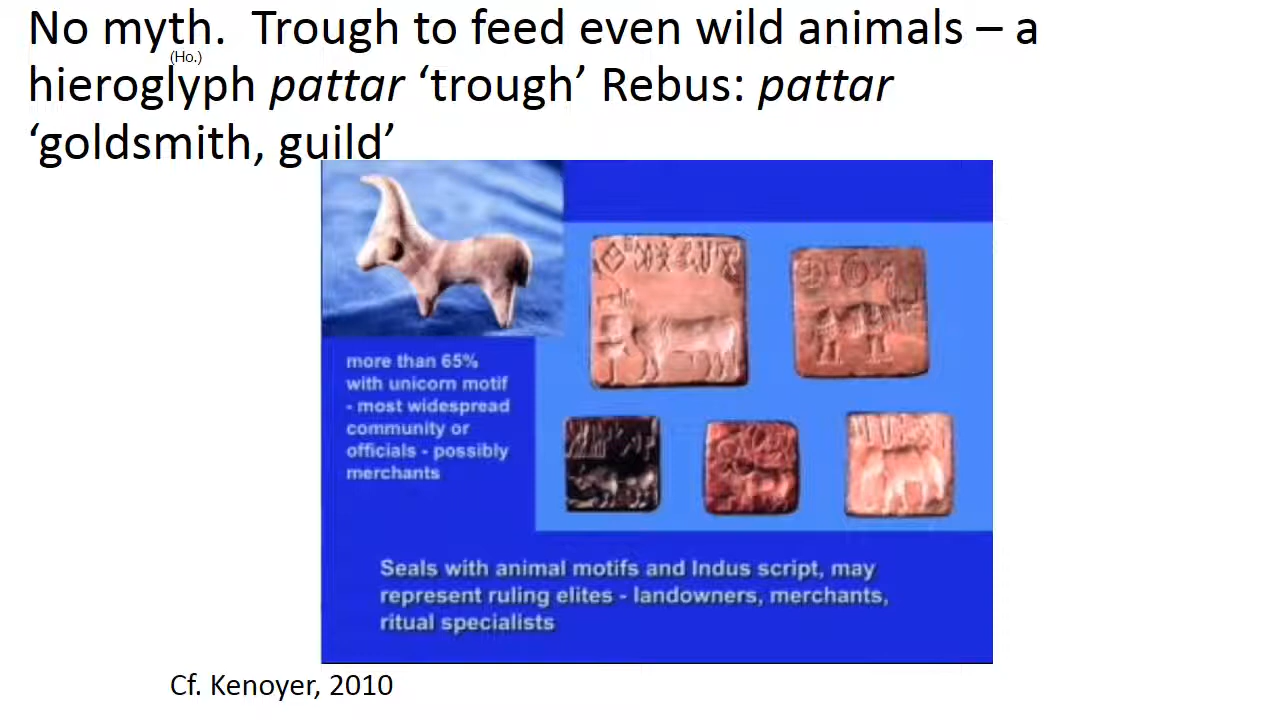 No myth.  Trough to feed even wild animals – a
(Ho.)
hieroglyph pattar ‘trough’ Rebus: pattar
‘goldsmith, guild’
more than 65%
with unicorn motif
- most widespread
community or
officials - possibly
merchants
Seals with animal motifs and Indus script, may
represent ruling elites - landowners, merchants,
ritual specialists
Cf. Kenoyer, 2010